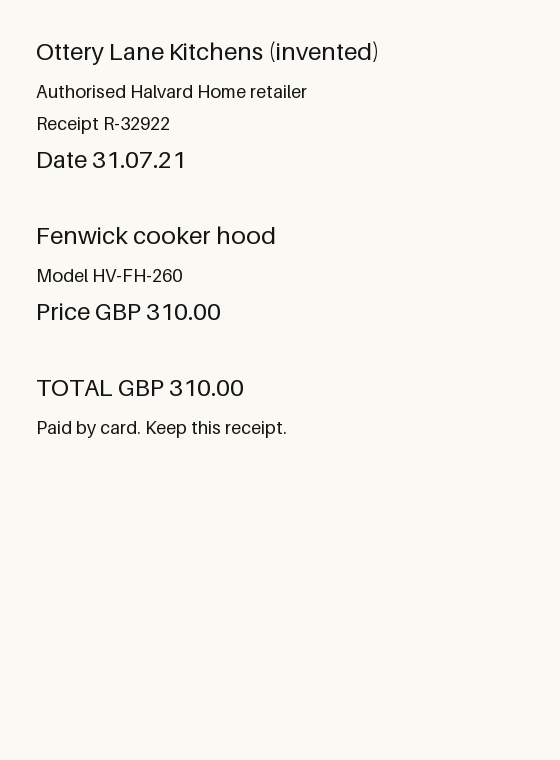 Ottery Lane Kitchens (invented)
Authorised Halvard Home retailer
Receipt R-32922
Date 31.07.21
Fenwick cooker hood
Model HV-FH-260
Price GBP 310.00
TOTAL GBP 310.00
Paid by card. Keep this receipt.